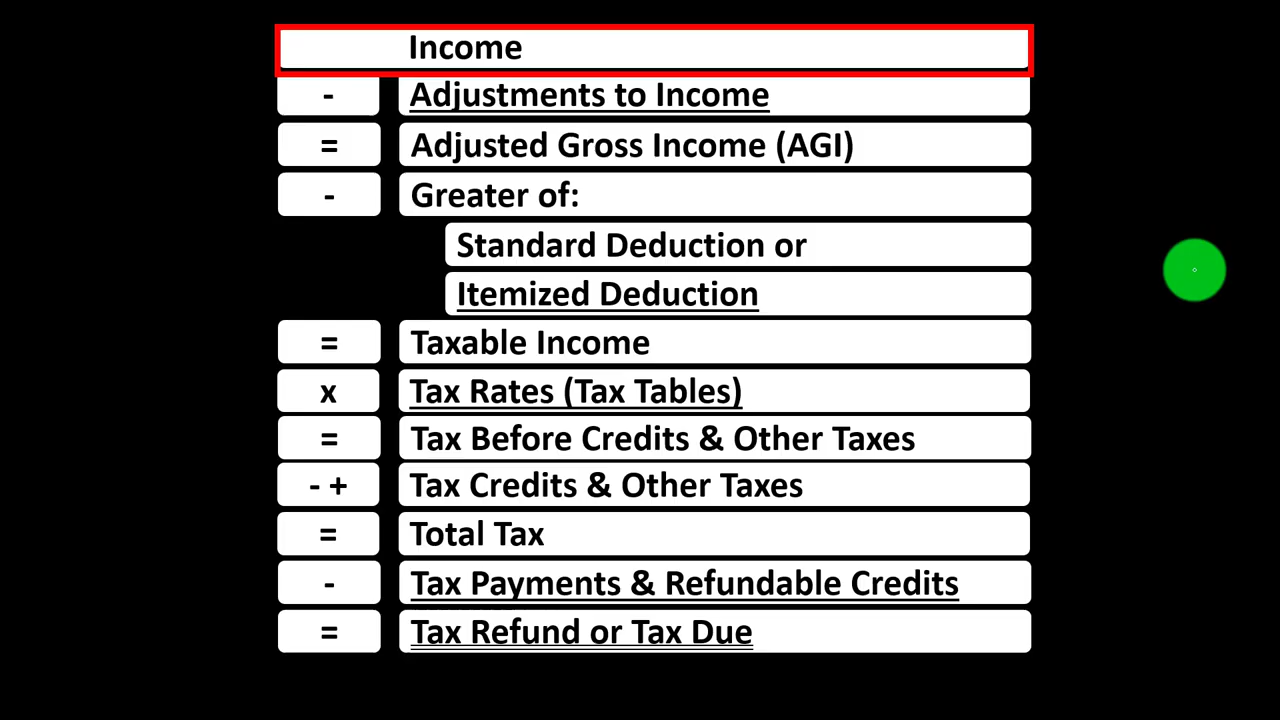 Income
- Adjustments to Income
= Adjusted Gross Income (AGI)
- Greater of:
Standard Deduction or
Itemized Deduction
= Taxable Income
x Tax Rates (Tax Tables)
= Tax Before Credits & Other Taxes
- + Tax Credits & Other Taxes
= Total Tax
- Tax Payments & Refundable Credits
= Tax Refund or Tax Due